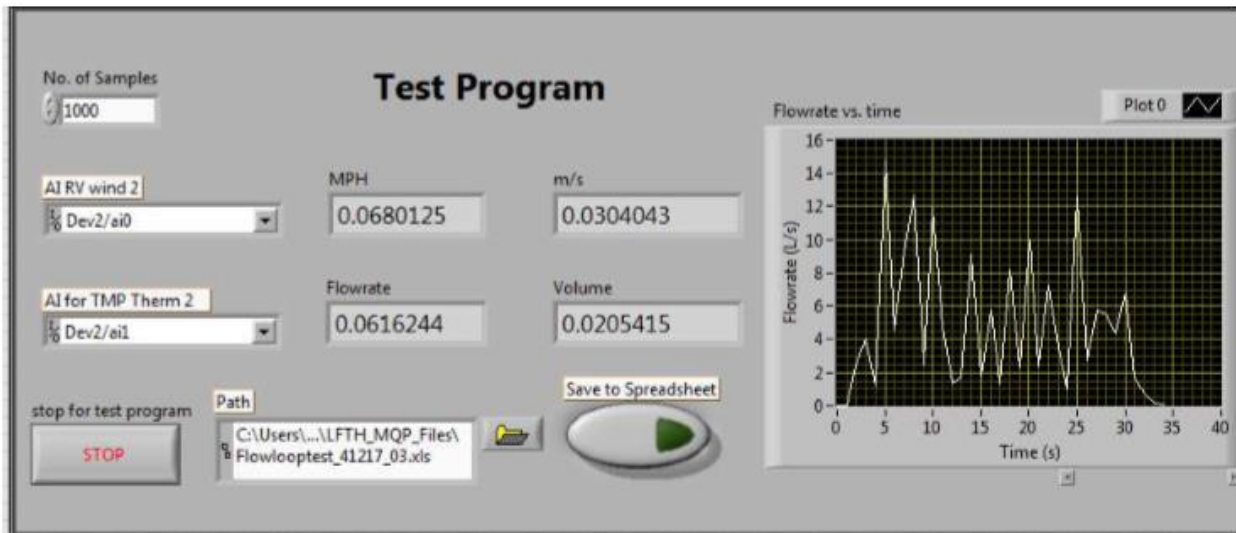 Test Program
No. of Samples
1000
AI RV wind 2
Dev2/ai0
MPH
0.0680125
m/s
0.0304043
AI for TMP Therm 2
Dev2/ai1
Flowrate
0.0616244
Volume
0.0205415
stop for test program
STOP
Path
C:\Users\...\LFTH_MQP_Files\
Flowlooptest_41217_03.xls
Save to Spreadsheet
Flowrate vs. time
Plot 0
Flowrate (L/s)
16
14
12
10
8
6
4
2
0
0 5 10 15 20 25 30 35 40
Time (s)